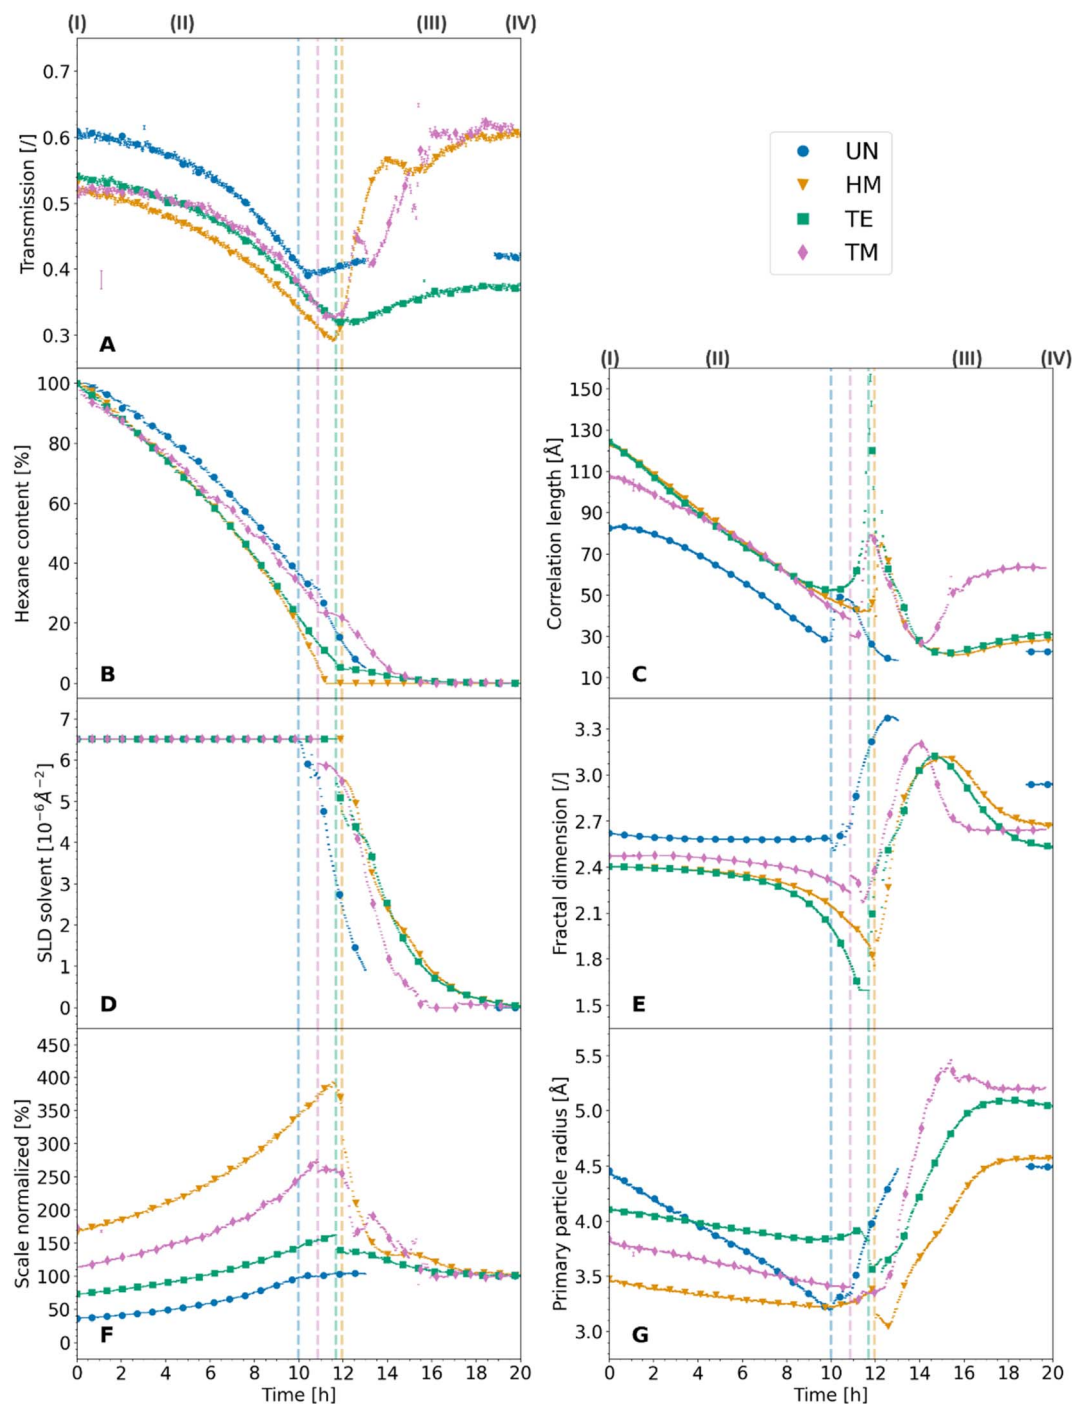 (I) (II) (III) (IV)
Transmission [/]
0.7
0.6
0.5
0.4
0.3
A
UN
HM
TE
TM
Hexane content [%]
100
80
60
40
20
0
B
(I) (II) (III) (IV)
Correlation length [Å]
150
130
110
90
70
50
30
10
C
SLD solvent [10⁻⁶Å⁻²]
7
6
5
4
3
2
1
0
D
Fractal dimension [/]
3.3
3.0
2.7
2.4
2.1
1.8
1.5
E
Scale normalized [%]
450
400
350
300
250
200
150
100
50
0
F
0 2 4 6 8 10 12 14 16 18 20
Time [h]
Primary particle radius [Å]
5.5
5.0
4.5
4.0
3.5
3.0
G
0 2 4 6 8 10 12 14 16 18 20
Time [h]